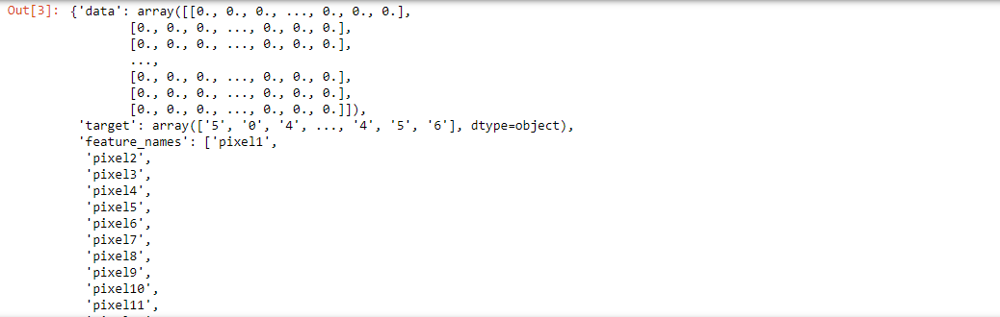 Out[3]: {'data': array([[0., 0., 0., ..., 0., 0., 0.],
[0., 0., 0., ..., 0., 0., 0.],
[0., 0., 0., ..., 0., 0., 0.],
...,
[0., 0., 0., ..., 0., 0., 0.],
[0., 0., 0., ..., 0., 0., 0.],
[0., 0., 0., ..., 0., 0., 0.]]),
'target': array(['5', '0', '4', ..., '4', '5', '6'], dtype=object),
'feature_names': ['pixel1',
'pixel2',
'pixel3',
'pixel4',
'pixel5',
'pixel6',
'pixel7',
'pixel8',
'pixel9',
'pixel10',
'pixel11',